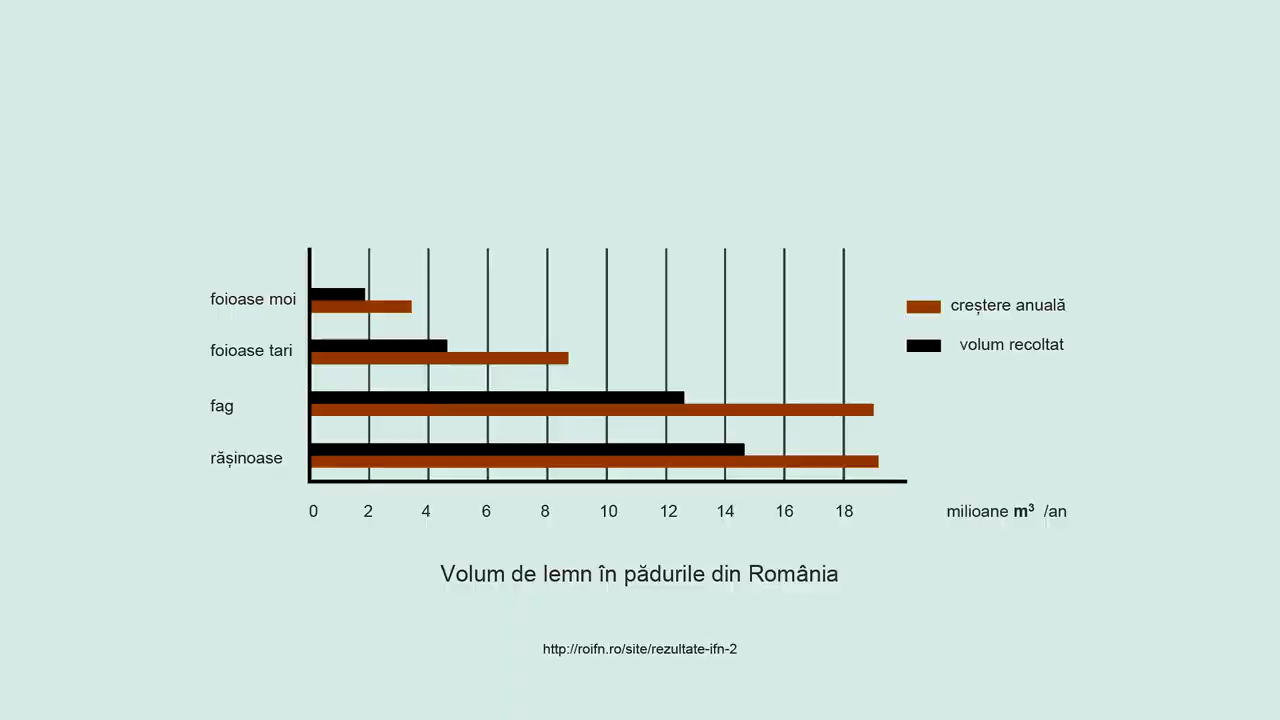 foioase moi
foioase tari
fag
rășinoase
creștere anuală
volum recoltat
0 2 4 6 8 10 12 14 16 18 milioane m³ /an
Volum de lemn în pădurile din România
http://roifn.ro/site/rezultate-ifn-2